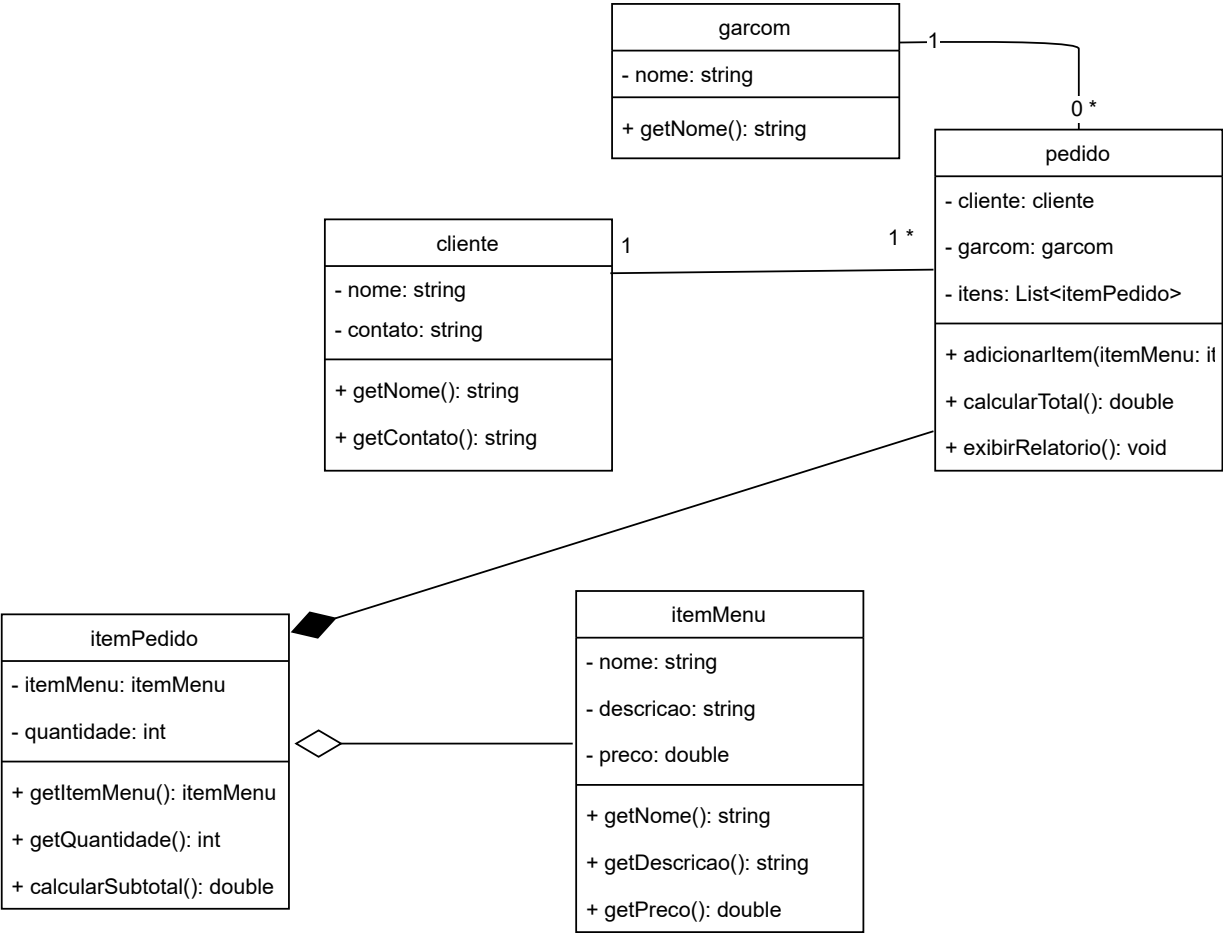 garcom
- nome: string
+ getNome(): string
1
0 *
pedido
- cliente: cliente
- garcom: garcom
- itens: List<itemPedido>
+ adicionarItem(itemMenu: it
+ calcularTotal(): double
+ exibirRelatorio(): void
cliente
- nome: string
- contato: string
+ getNome(): string
+ getContato(): string
1
1 *
itemPedido
- itemMenu: itemMenu
- quantidade: int
+ getItemMenu(): itemMenu
+ getQuantidade(): int
+ calcularSubtotal(): double
itemMenu
- nome: string
- descricao: string
- preco: double
+ getNome(): string
+ getDescricao(): string
+ getPreco(): double